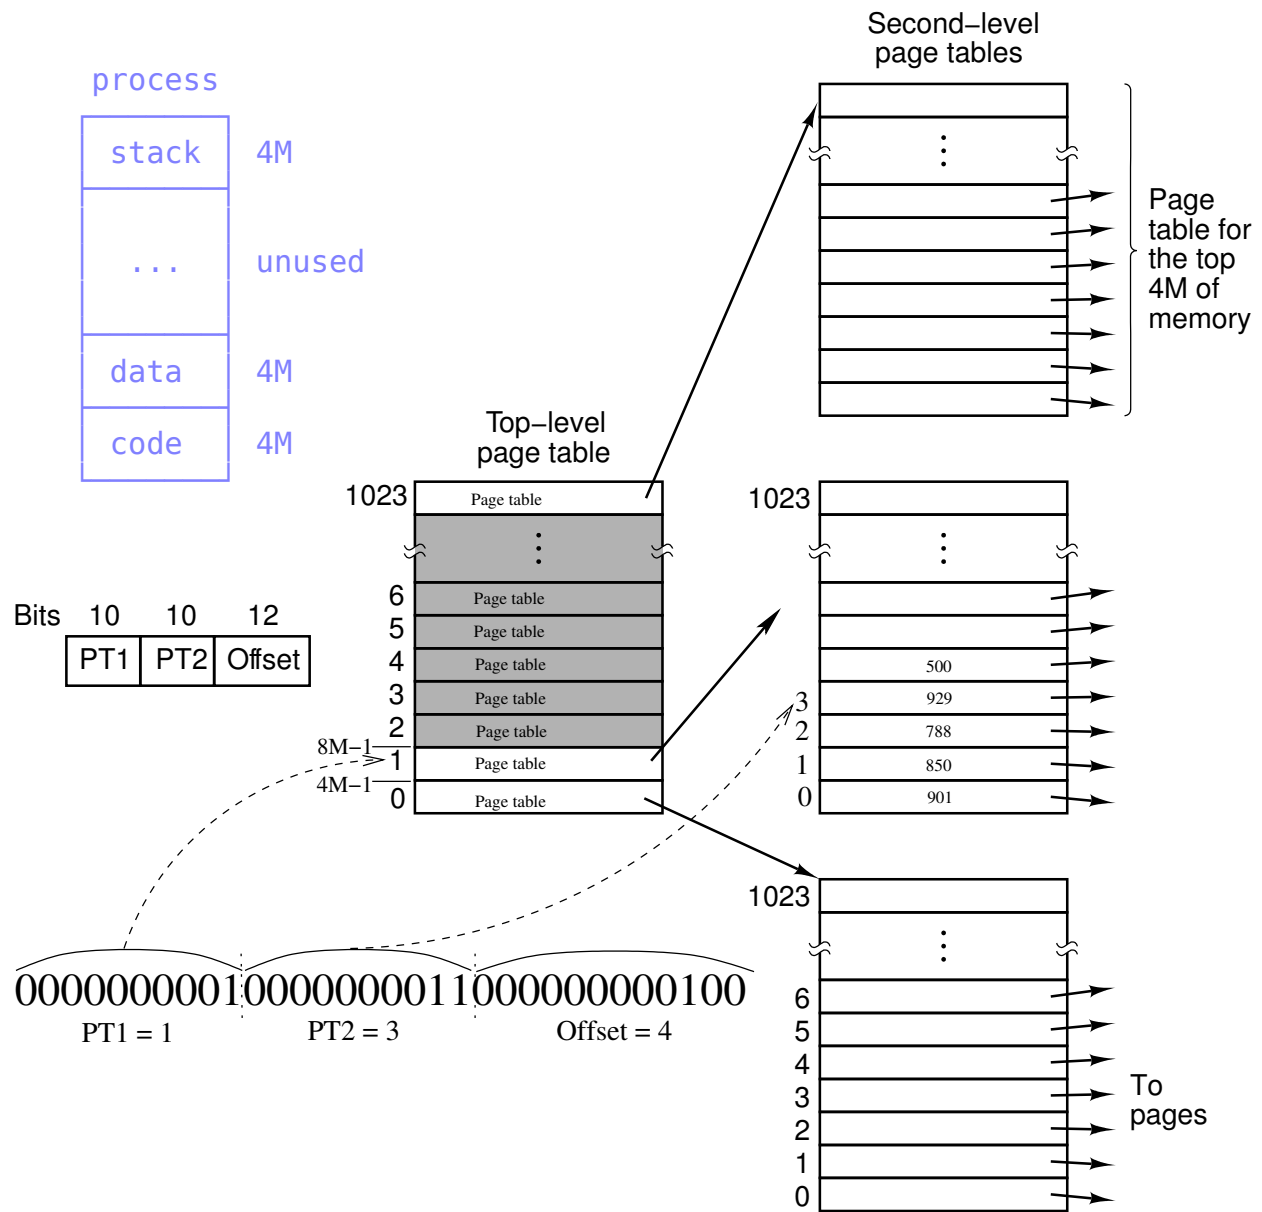 Second–level
page tables
process
stack 4M
... unused
data 4M
code 4M
Page
table for
the top
4M of
memory
Top–level
page table
1023 Page table
6 Page table
5 Page table
4 Page table
3 Page table
2 Page table
8M−1
1 Page table
4M−1
0 Page table
Bits 10 10 12
PT1 PT2 Offset
1023
500
3 929
2 788
1 850
0 901
00000000010000000011000000000100
PT1 = 1 PT2 = 3 Offset = 4
1023
6
5
4
3
2
1
0
To
pages